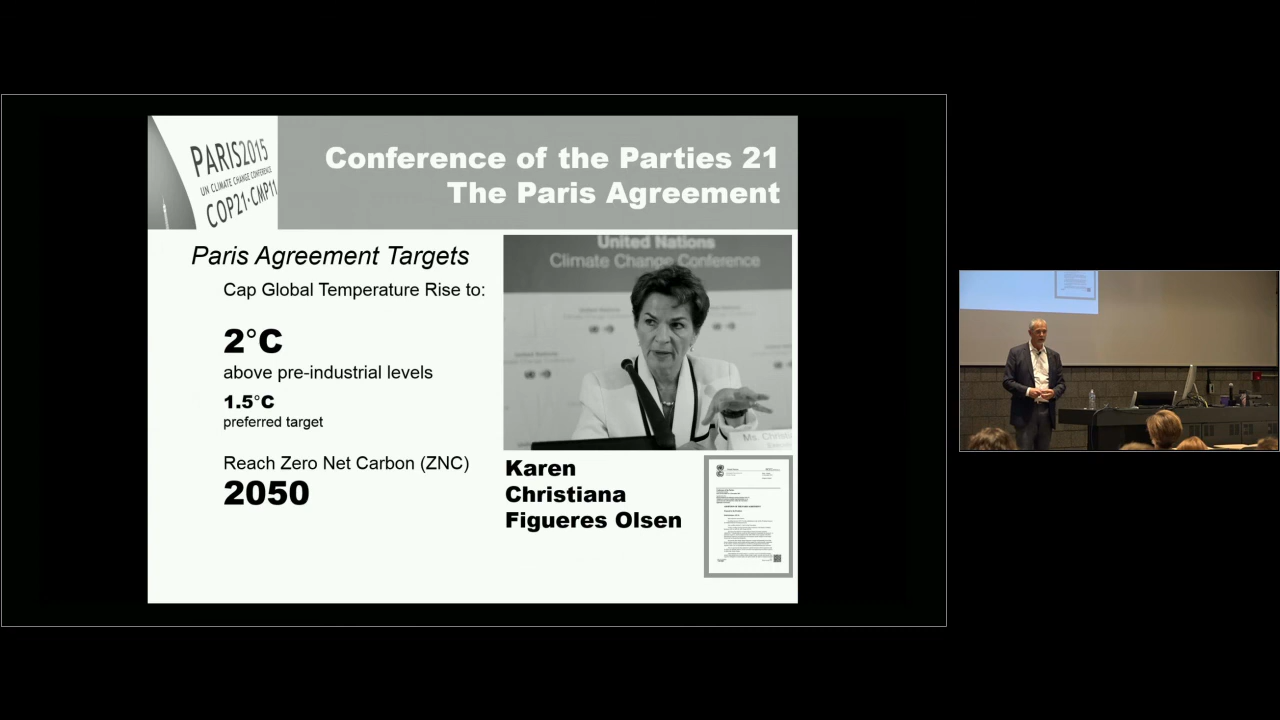 PARIS2015
UN CLIMATE CHANGE CONFERENCE
COP21·CMP11
Conference of the Parties 21
The Paris Agreement
Paris Agreement Targets
Cap Global Temperature Rise to:
2°C
above pre-industrial levels
1.5°C
preferred target
Reach Zero Net Carbon (ZNC)
2050
United Nations
Climate Change Conference
Karen
Christiana
Figueres Olsen